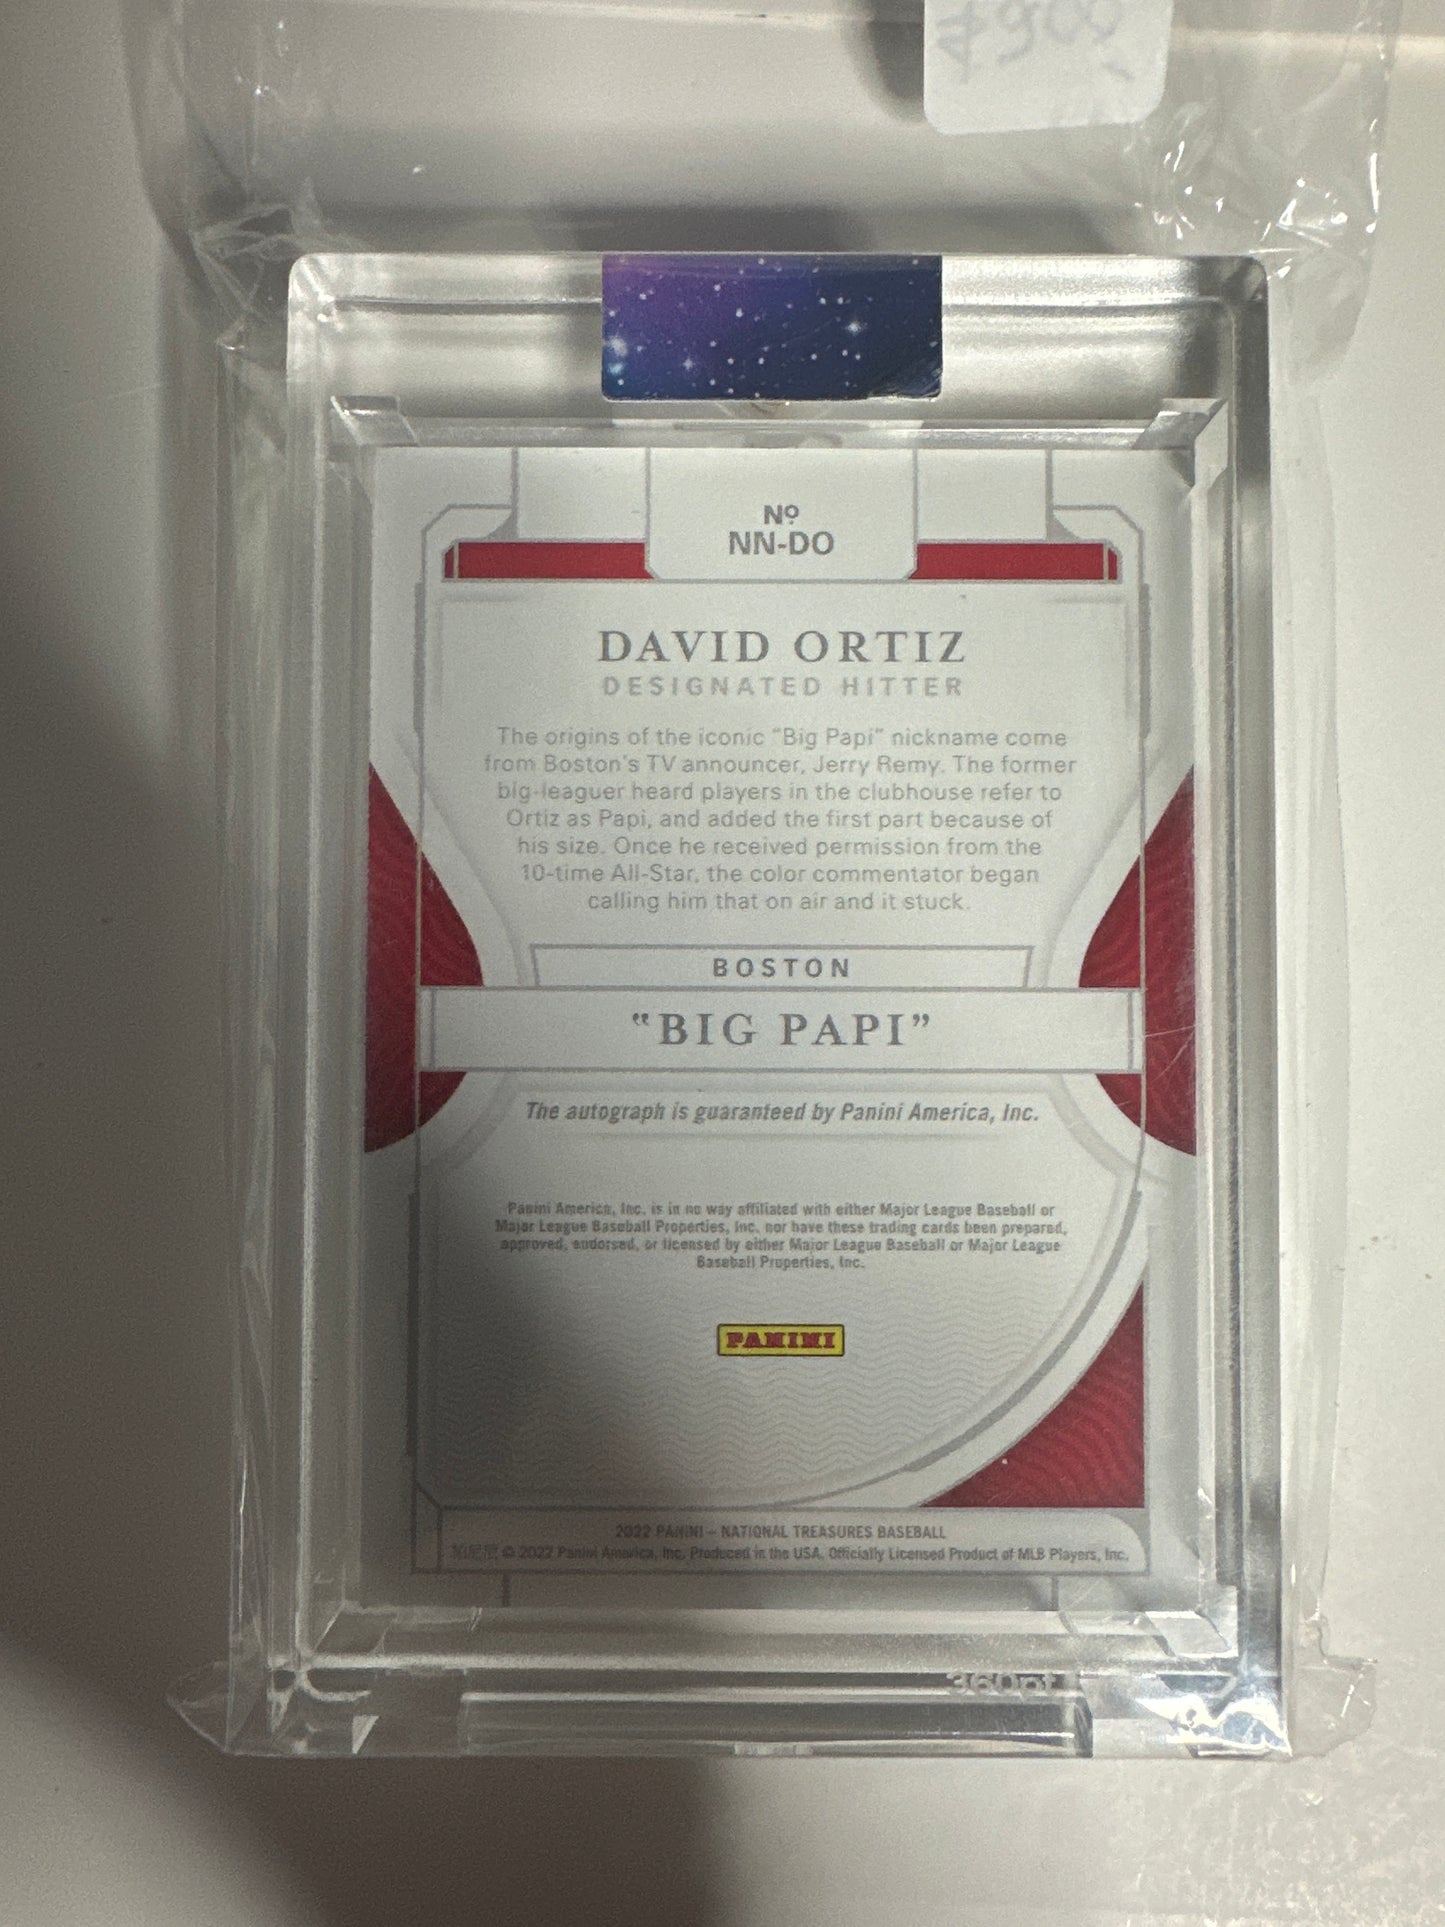 No
NN-DO
DAVID ORTIZ
DESIGNATED HITTER
The origins of the iconic “Big Papi” nickname come
from Boston's TV announcer, Jerry Remy. The former
big-leaguer heard players in the clubhouse refer to
Ortiz as Papi, and added the first part because of
his size. Once he received permission from the
10-time All-Star, the color commentator began
calling him that on air and it stuck.
BOSTON
“BIG PAPI”
The autograph is guaranteed by Panini America, Inc.
Panini America, Inc. is in no way affiliated with either Major League Baseball or
Major League Baseball Properties, Inc. nor have these trading cards been prepared,
approved, endorsed, or licensed by either Major League Baseball or Major League
Baseball Properties, Inc.
PANINI
2022 PANINI – NATIONAL TREASURES BASEBALL
© 2022 Panini America, Inc. Produced in the USA. Officially Licensed Product of MLB Players, Inc.
360pt